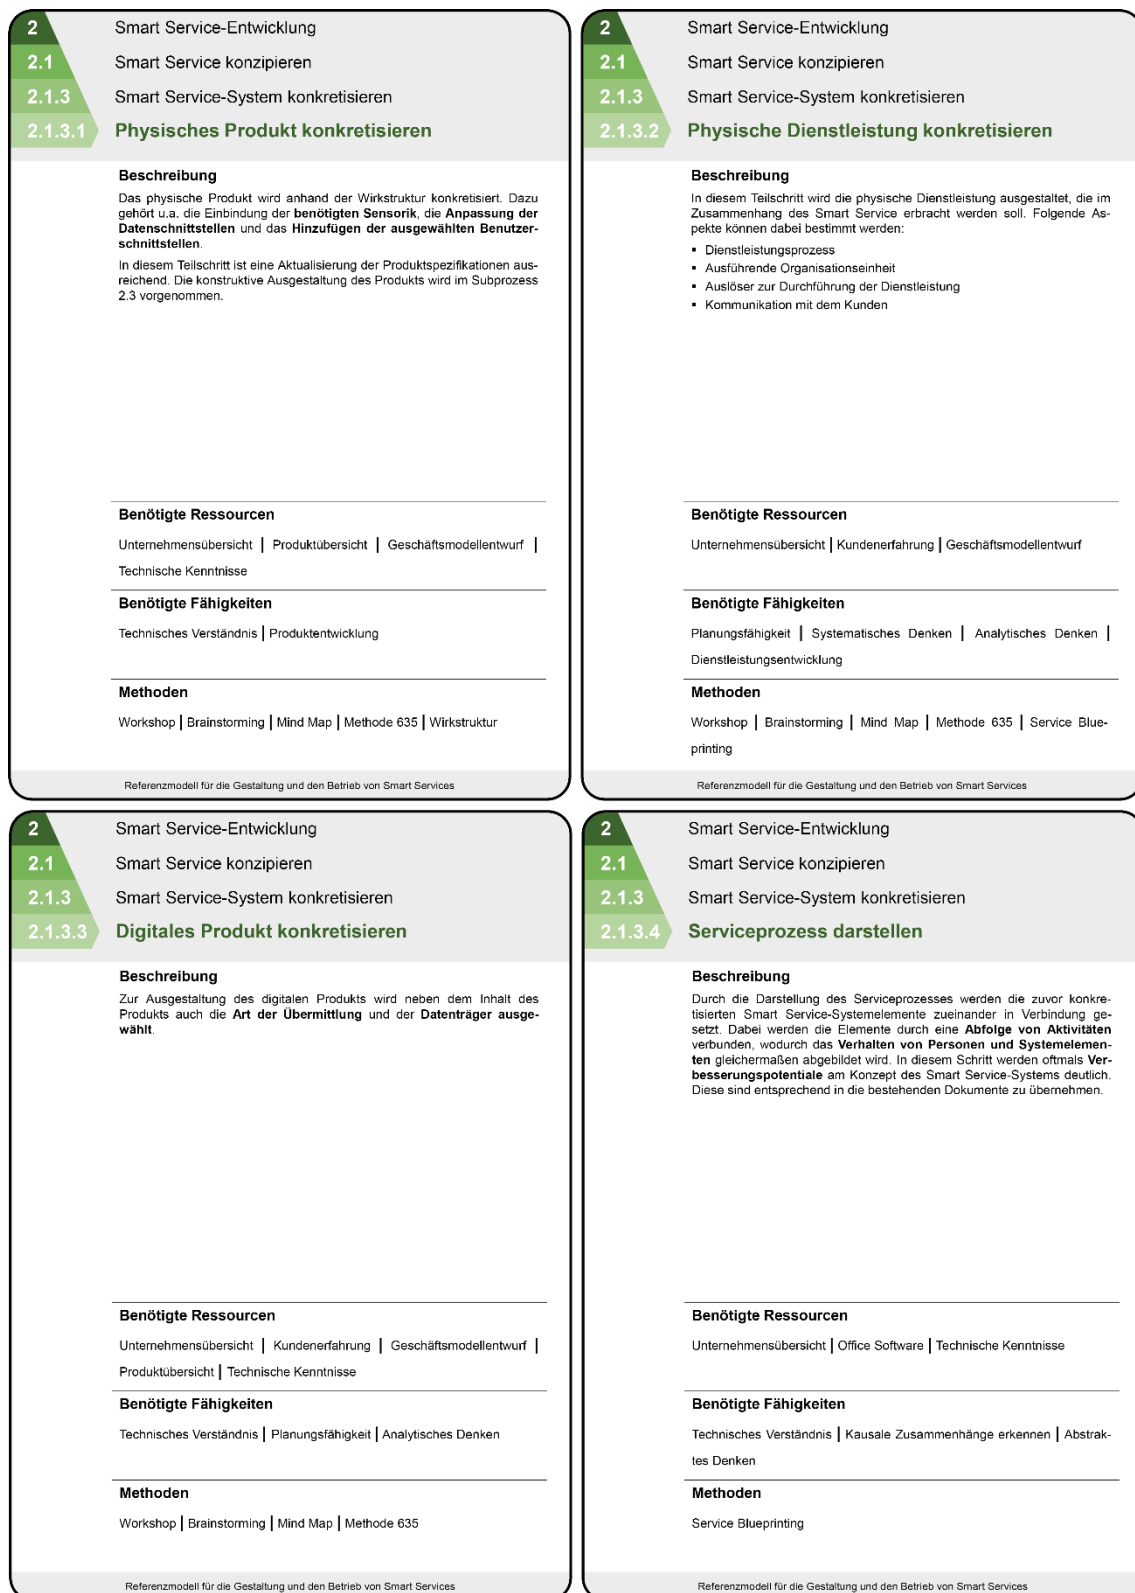 2 Smart Service-Entwicklung
2.1 Smart Service konzipieren
2.1.3 Smart Service-System konkretisieren
2.1.3.1 Physisches Produkt konkretisieren
Beschreibung
Das physische Produkt wird anhand der Wirkstruktur konkretisiert. Dazu
gehört u.a. die Einbindung der benötigten Sensorik, die Anpassung der
Datenschnittstellen und das Hinzufügen der ausgewählten Benutzer-
schnittstellen.
In diesem Teilschritt ist eine Aktualisierung der Produktspezifikationen aus-
reichend. Die konstruktive Ausgestaltung des Produkts wird im Subprozess
2.3 vorgenommen.
Benötigte Ressourcen
Unternehmensübersicht | Produktübersicht | Geschäftsmodellentwurf |
Technische Kenntnisse
Benötigte Fähigkeiten
Technisches Verständnis | Produktentwicklung
Methoden
Workshop | Brainstorming | Mind Map | Methode 635 | Wirkstruktur
Referenzmodell für die Gestaltung und den Betrieb von Smart Services
2 Smart Service-Entwicklung
2.1 Smart Service konzipieren
2.1.3 Smart Service-System konkretisieren
2.1.3.2 Physische Dienstleistung konkretisieren
Beschreibung
In diesem Teilschritt wird die physische Dienstleistung ausgestaltet, die im
Zusammenhang des Smart Service erbracht werden soll. Folgende As-
pekte können dabei bestimmt werden:
▪ Dienstleistungsprozess
▪ Ausführende Organisationseinheit
▪ Auslöser zur Durchführung der Dienstleistung
▪ Kommunikation mit dem Kunden
Benötigte Ressourcen
Unternehmensübersicht | Kundenerfahrung | Geschäftsmodellentwurf
Benötigte Fähigkeiten
Planungsfähigkeit | Systematisches Denken | Analytisches Denken |
Dienstleistungsentwicklung
Methoden
Workshop | Brainstorming | Mind Map | Methode 635 | Service Blue-
printing
Referenzmodell für die Gestaltung und den Betrieb von Smart Services
2 Smart Service-Entwicklung
2.1 Smart Service konzipieren
2.1.3 Smart Service-System konkretisieren
2.1.3.3 Digitales Produkt konkretisieren
Beschreibung
Zur Ausgestaltung des digitalen Produkts wird neben dem Inhalt des
Produkts auch die Art der Übermittlung und der Datenträger ausge-
wählt.
Benötigte Ressourcen
Unternehmensübersicht | Kundenerfahrung | Geschäftsmodellentwurf |
Produktübersicht | Technische Kenntnisse
Benötigte Fähigkeiten
Technisches Verständnis | Planungsfähigkeit | Analytisches Denken
Methoden
Workshop | Brainstorming | Mind Map | Methode 635
Referenzmodell für die Gestaltung und den Betrieb von Smart Services
2 Smart Service-Entwicklung
2.1 Smart Service konzipieren
2.1.3 Smart Service-System konkretisieren
2.1.3.4 Serviceprozess darstellen
Beschreibung
Durch die Darstellung des Serviceprozesses werden die zuvor konkre-
tisierten Smart Service-Systemelemente zueinander in Verbindung ge-
setzt. Dabei werden die Elemente durch eine Abfolge von Aktivitäten
verbunden, wodurch das Verhalten von Personen und Systemelemen-
ten gleichermaßen abgebildet wird. In diesem Schritt werden oftmals Ver-
besserungspotentiale am Konzept des Smart Service-Systems deutlich.
Diese sind entsprechend in die bestehenden Dokumente zu übernehmen.
Benötigte Ressourcen
Unternehmensübersicht | Office Software | Technische Kenntnisse
Benötigte Fähigkeiten
Technisches Verständnis | Kausale Zusammenhänge erkennen | Abstrak-
tes Denken
Methoden
Service Blueprinting
Referenzmodell für die Gestaltung und den Betrieb von Smart Services